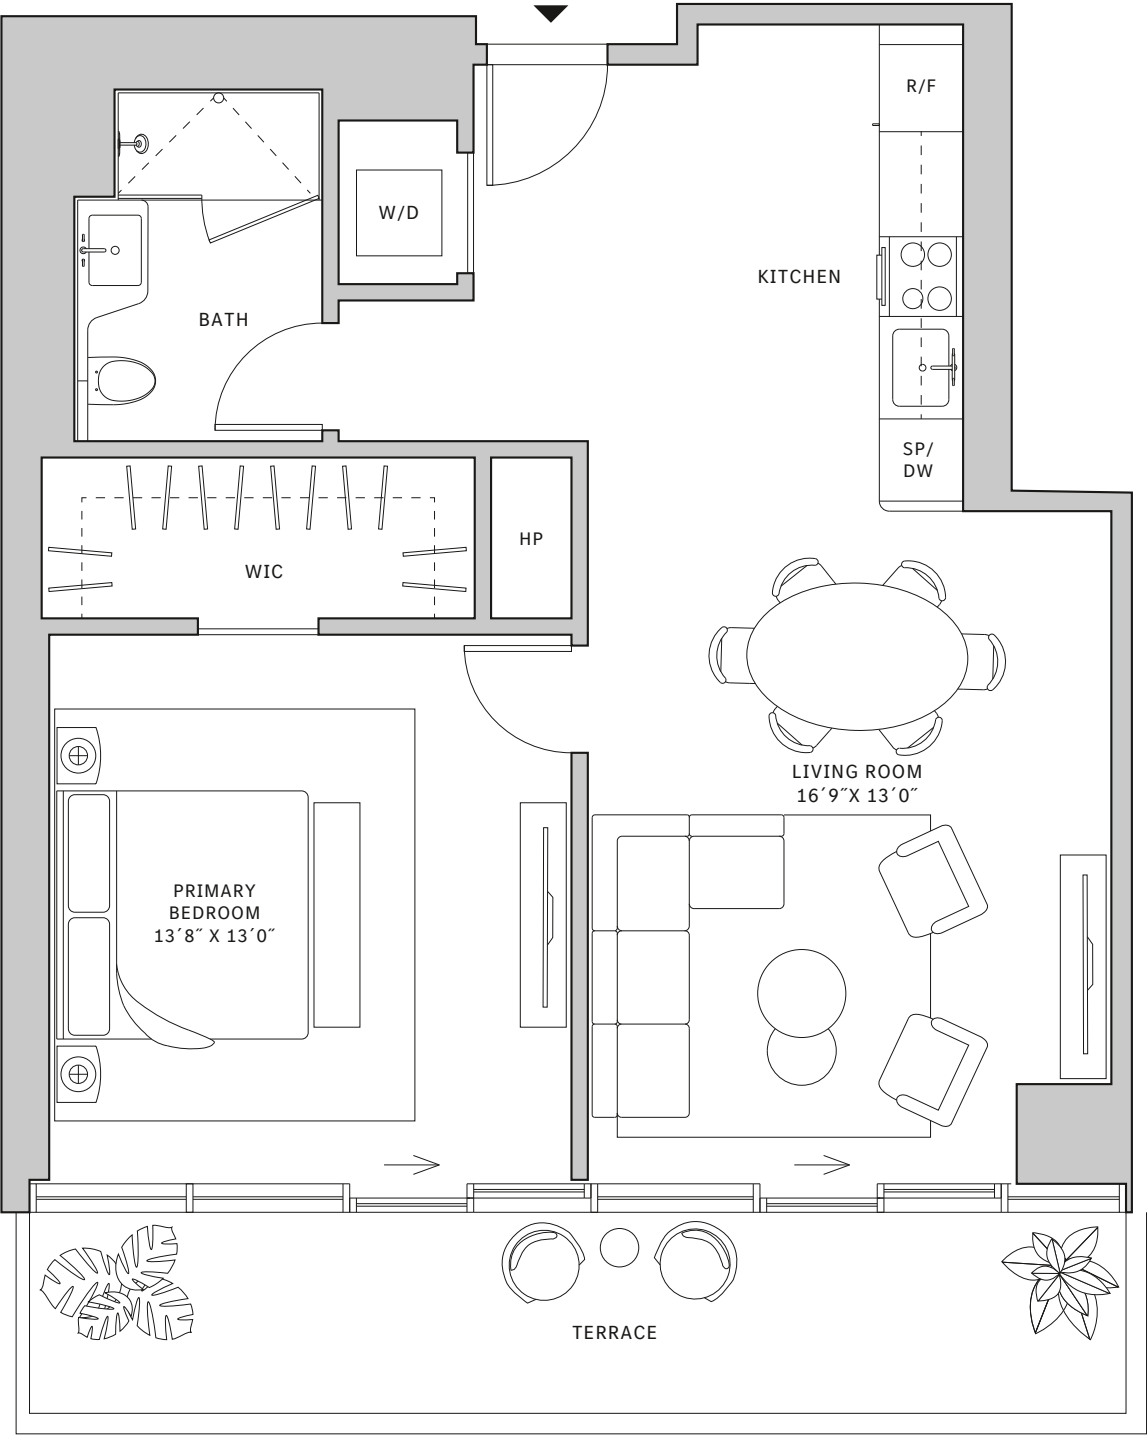 R/F
W/D
KITCHEN
BATH
SP/
DW
HP
WIC
LIVING ROOM
16´9˝X 13´0˝
PRIMARY
BEDROOM
13´8˝ X 13´0˝
TERRACE